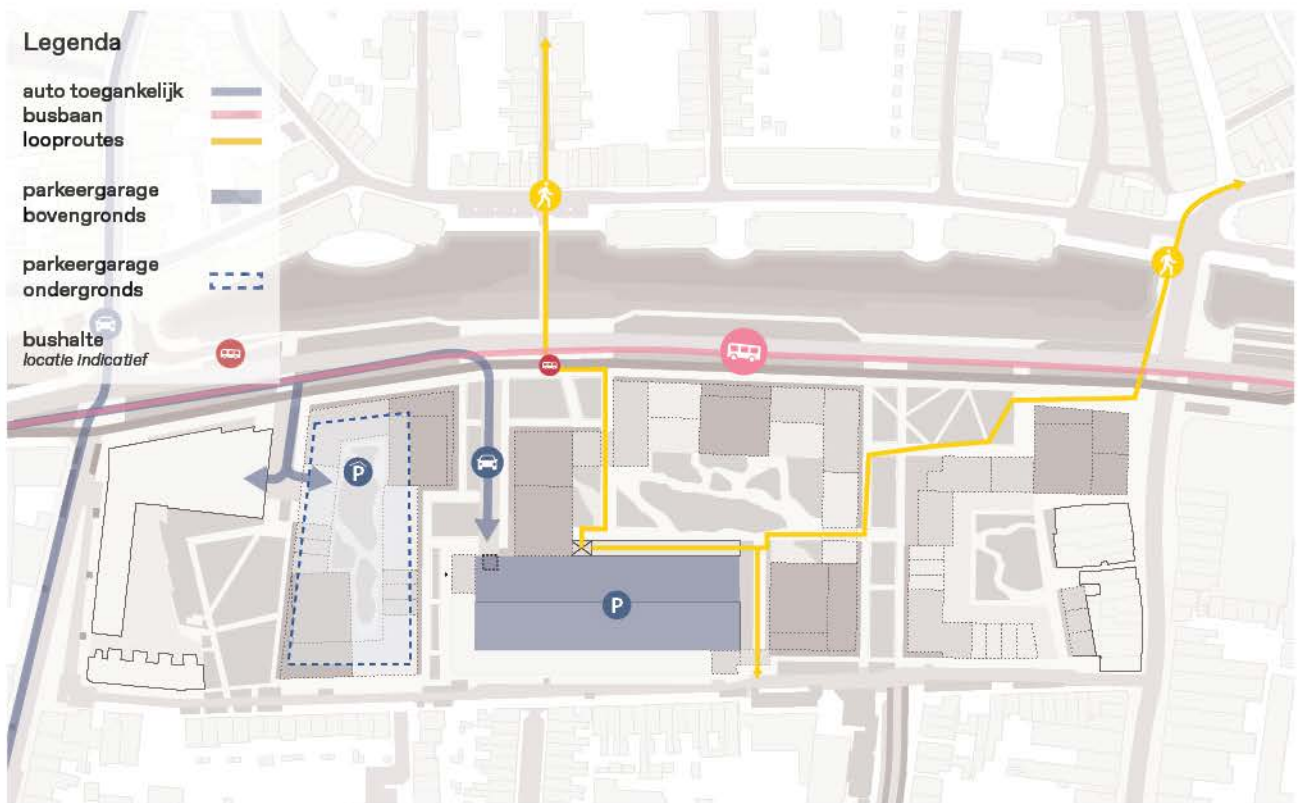 Legenda
auto toegankelijk
busbaan
looproutes
parkeergarage
bovengronds
parkeergarage
ondergronds
bushalte
locatie indicatief
P
P